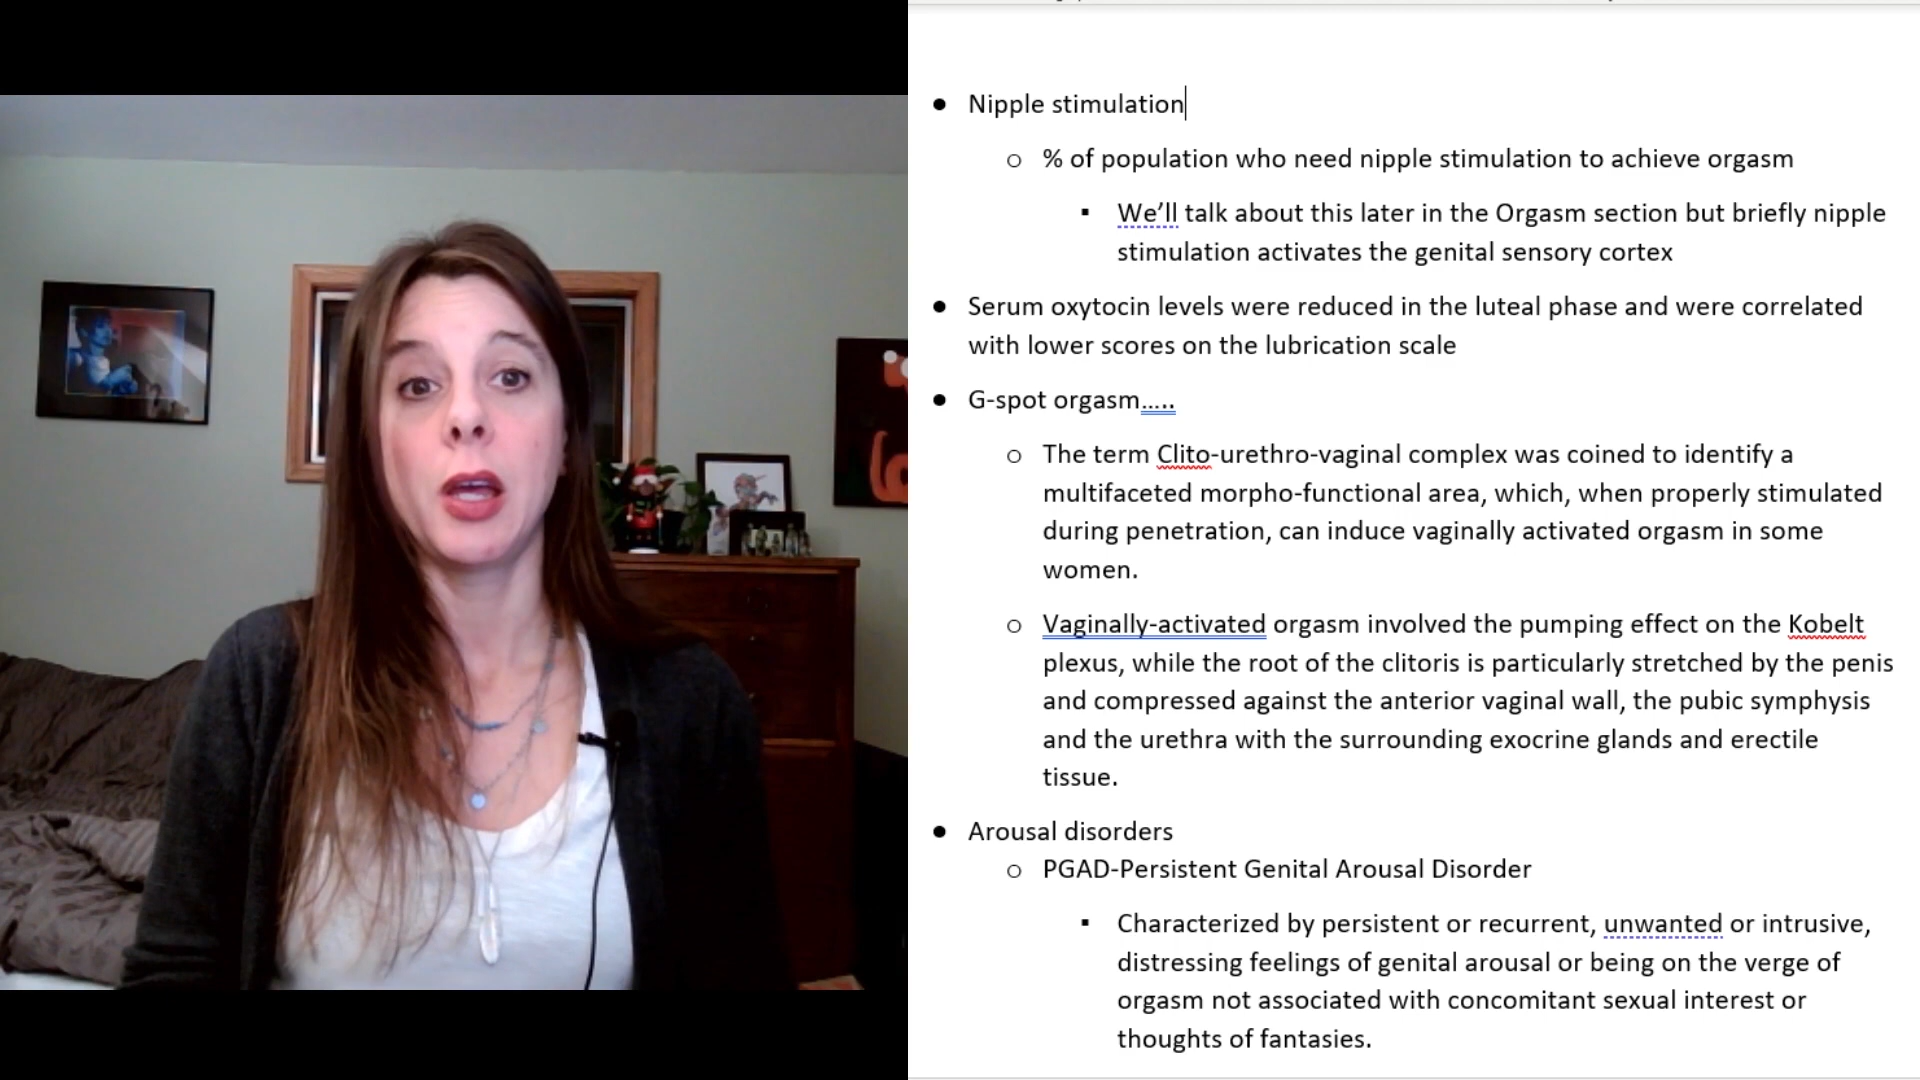 ● Nipple stimulation
○ % of population who need nipple stimulation to achieve orgasm
▪ We’ll talk about this later in the Orgasm section but briefly nipple
stimulation activates the genital sensory cortex
● Serum oxytocin levels were reduced in the luteal phase and were correlated
with lower scores on the lubrication scale
● G-spot orgasm…..
○ The term Clito-urethro-vaginal complex was coined to identify a
multifaceted morpho-functional area, which, when properly stimulated
during penetration, can induce vaginally activated orgasm in some
women.
○ Vaginally-activated orgasm involved the pumping effect on the Kobelt
plexus, while the root of the clitoris is particularly stretched by the penis
and compressed against the anterior vaginal wall, the pubic symphysis
and the urethra with the surrounding exocrine glands and erectile
tissue.
● Arousal disorders
○ PGAD-Persistent Genital Arousal Disorder
▪ Characterized by persistent or recurrent, unwanted or intrusive,
distressing feelings of genital arousal or being on the verge of
orgasm not associated with concomitant sexual interest or
thoughts of fantasies.